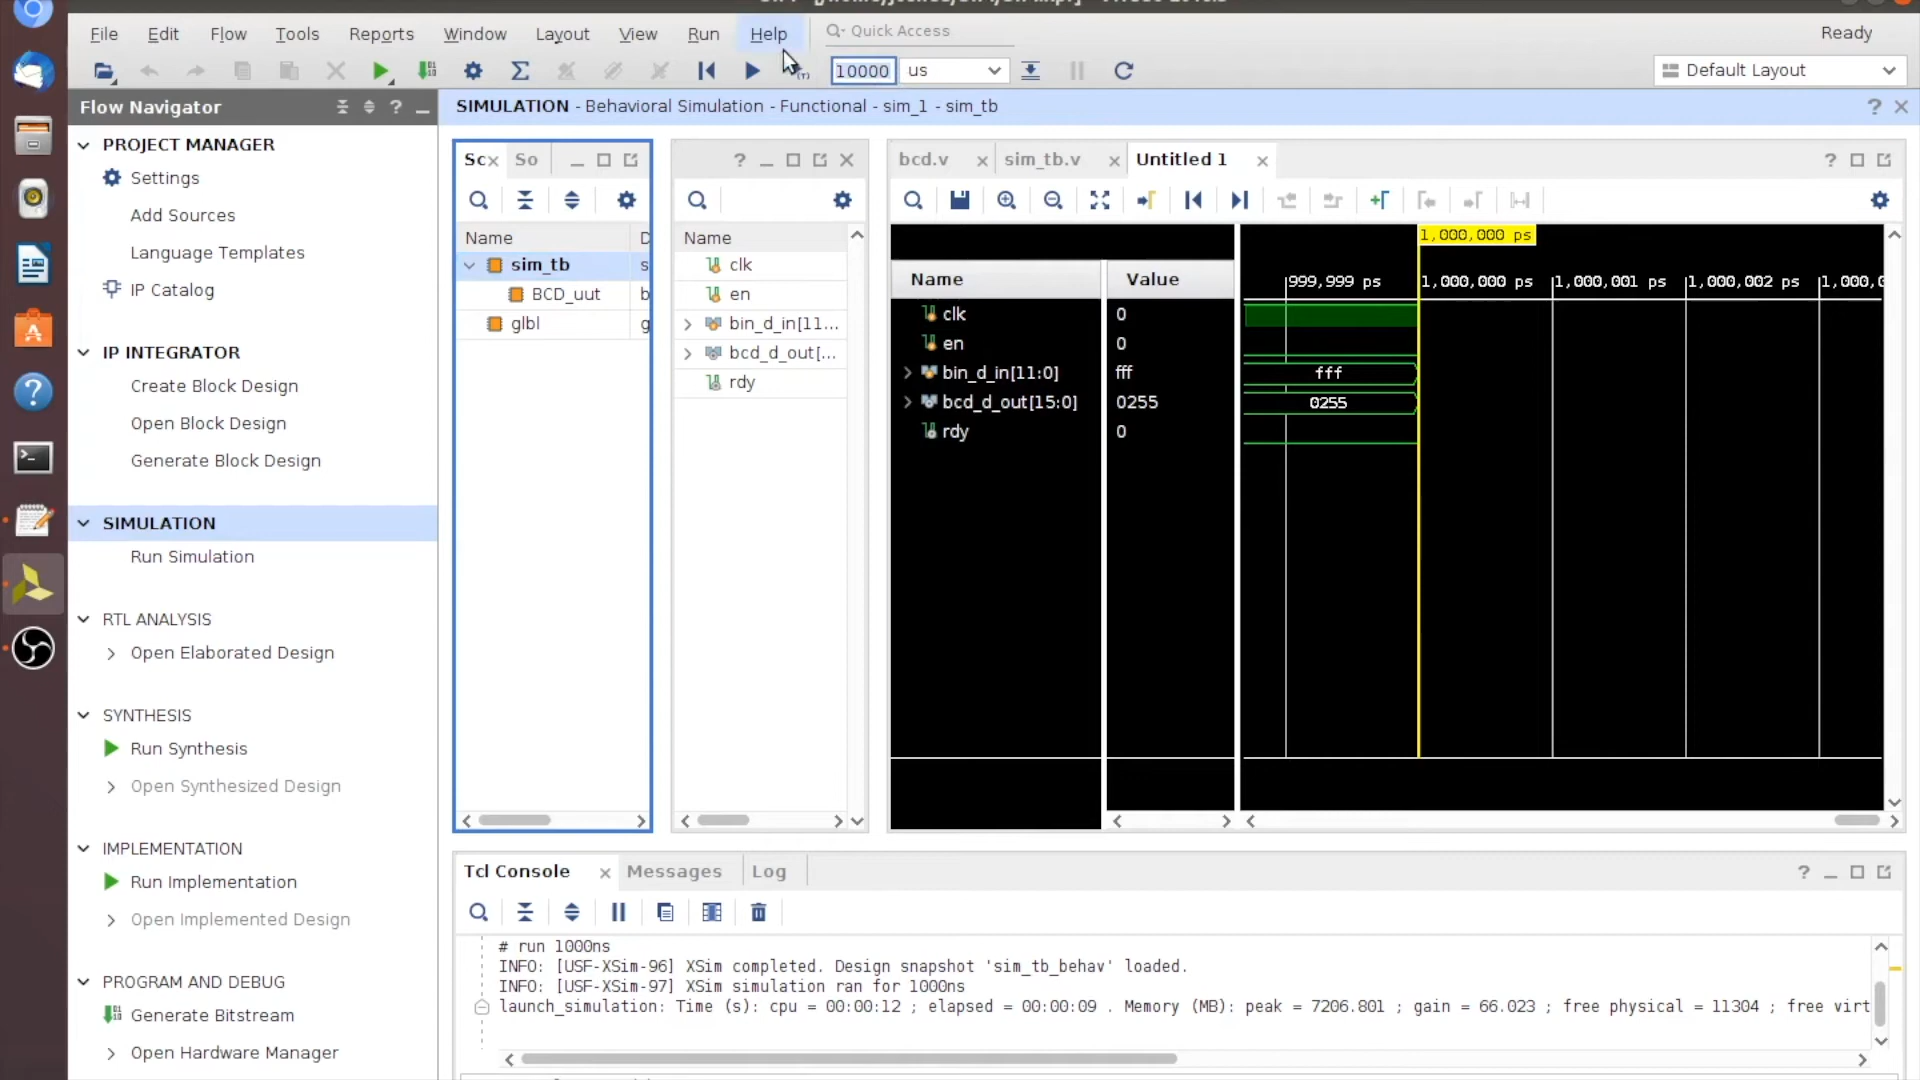 File Edit Flow Tools Reports Window Layout View Run Help Quick Access Ready
10000 us Default Layout
Flow Navigator
SIMULATION - Behavioral Simulation - Functional - sim_1 - sim_tb
PROJECT MANAGER
Settings
Add Sources
Language Templates
IP Catalog
IP INTEGRATOR
Create Block Design
Open Block Design
Generate Block Design
SIMULATION
Run Simulation
RTL ANALYSIS
Open Elaborated Design
SYNTHESIS
Run Synthesis
Open Synthesized Design
IMPLEMENTATION
Run Implementation
Open Implemented Design
PROGRAM AND DEBUG
Generate Bitstream
Open Hardware Manager
Sc So
Name D
sim_tb s
BCD_uut b
glbl g
Name
clk
en
bin_d_in[11...
bcd_d_out[...
rdy
bcd.v sim_tb.v Untitled 1
1,000,000 ps
Name Value
999,999 ps 1,000,000 ps 1,000,001 ps 1,000,002 ps 1,000,0
clk 0
en 0
bin_d_in[11:0] fff fff
bcd_d_out[15:0] 0255 0255
rdy 0
Tcl Console Messages Log
# run 1000ns
INFO: [USF-XSim-96] XSim completed. Design snapshot 'sim_tb_behav' loaded.
INFO: [USF-XSim-97] XSim simulation ran for 1000ns
launch_simulation: Time (s): cpu = 00:00:12 ; elapsed = 00:00:09 . Memory (MB): peak = 7206.801 ; gain = 66.023 ; free physical = 11304 ; free virt